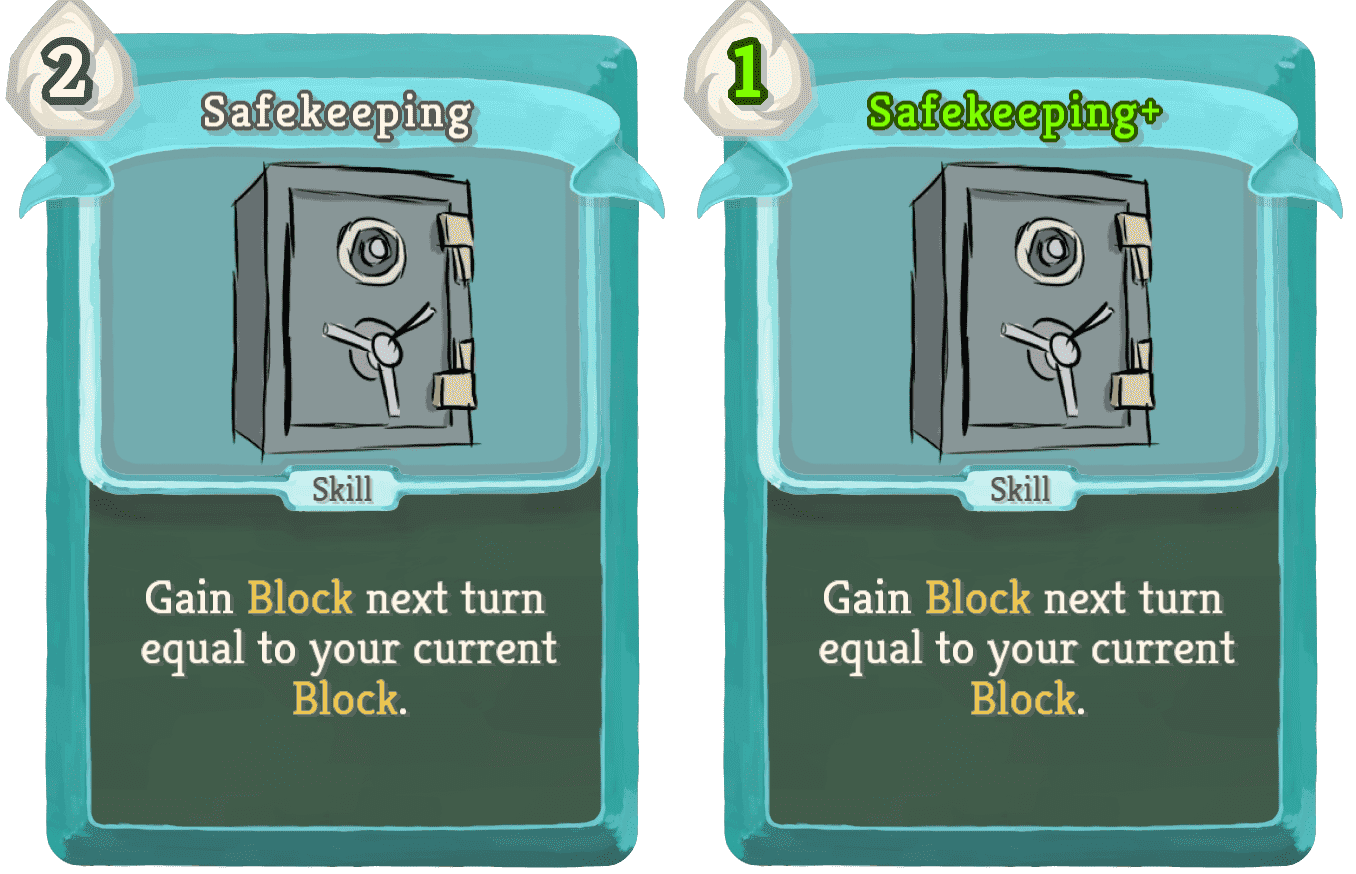 2
Safekeeping
Skill
Gain Block next turn
equal to your current
Block.
1
Safekeeping+
Skill
Gain Block next turn
equal to your current
Block.